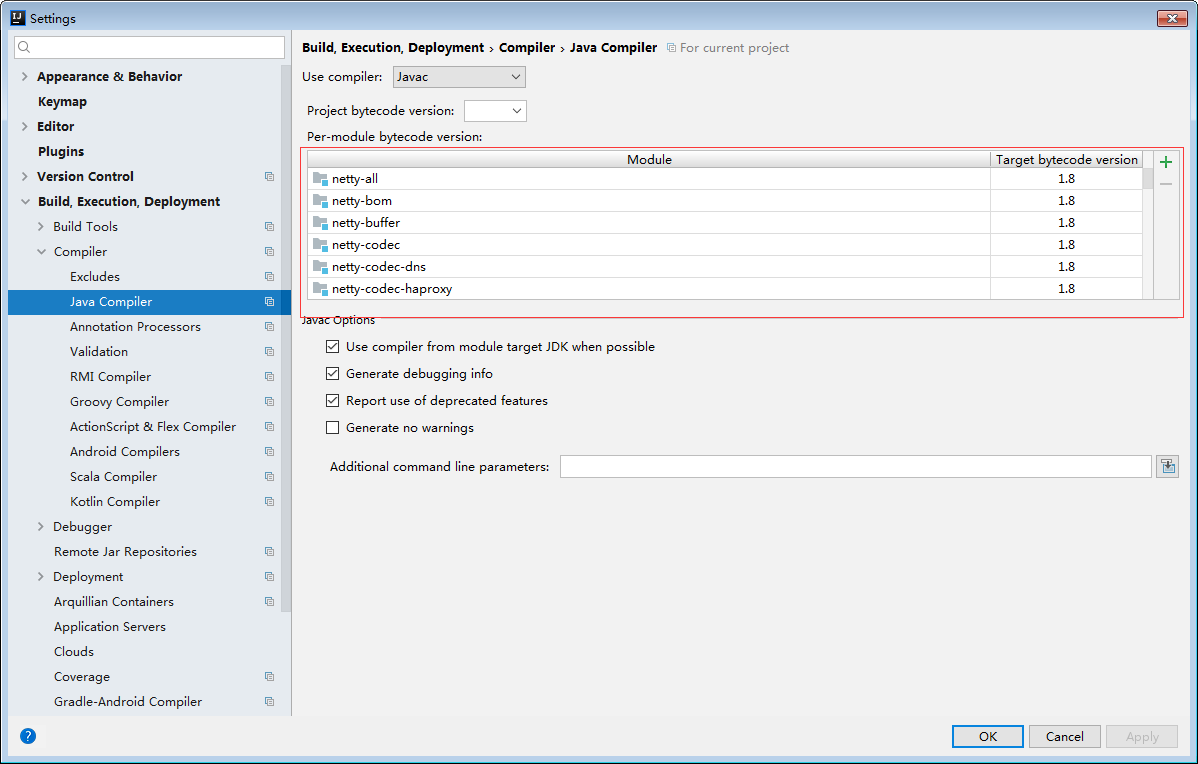 Settings
Appearance & Behavior
Keymap
Editor
Plugins
Version Control
Build, Execution, Deployment
Build Tools
Compiler
Excludes
Java Compiler
Annotation Processors
Validation
RMI Compiler
Groovy Compiler
ActionScript & Flex Compiler
Android Compilers
Scala Compiler
Kotlin Compiler
Debugger
Remote Jar Repositories
Deployment
Arquillian Containers
Application Servers
Clouds
Coverage
Gradle-Android Compiler
Build, Execution, Deployment › Compiler › Java Compiler For current project
Use compiler: Javac
Project bytecode version:
Per-module bytecode version:
Module Target bytecode version
netty-all 1.8
netty-bom 1.8
netty-buffer 1.8
netty-codec 1.8
netty-codec-dns 1.8
netty-codec-haproxy 1.8
Javac Options
Use compiler from module target JDK when possible
Generate debugging info
Report use of deprecated features
Generate no warnings
Additional command line parameters:
? OK Cancel Apply